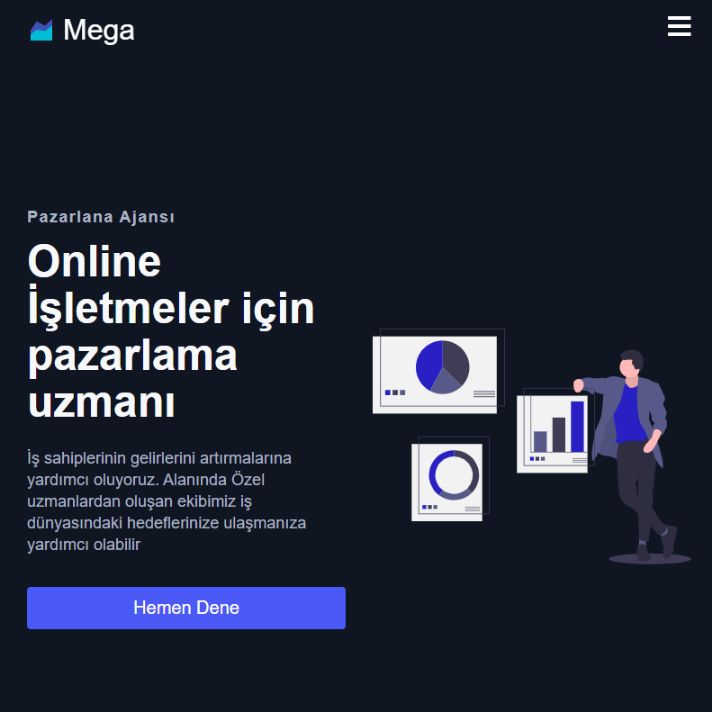 Mega
Pazarlana Ajansı
Online
İşletmeler için
pazarlama
uzmanı
İş sahiplerinin gelirlerini artırmalarına
yardımcı oluyoruz. Alanında Özel
uzmanlardan oluşan ekibimiz iş
dünyasındaki hedeflerinize ulaşmanıza
yardımcı olabilir
Hemen Dene